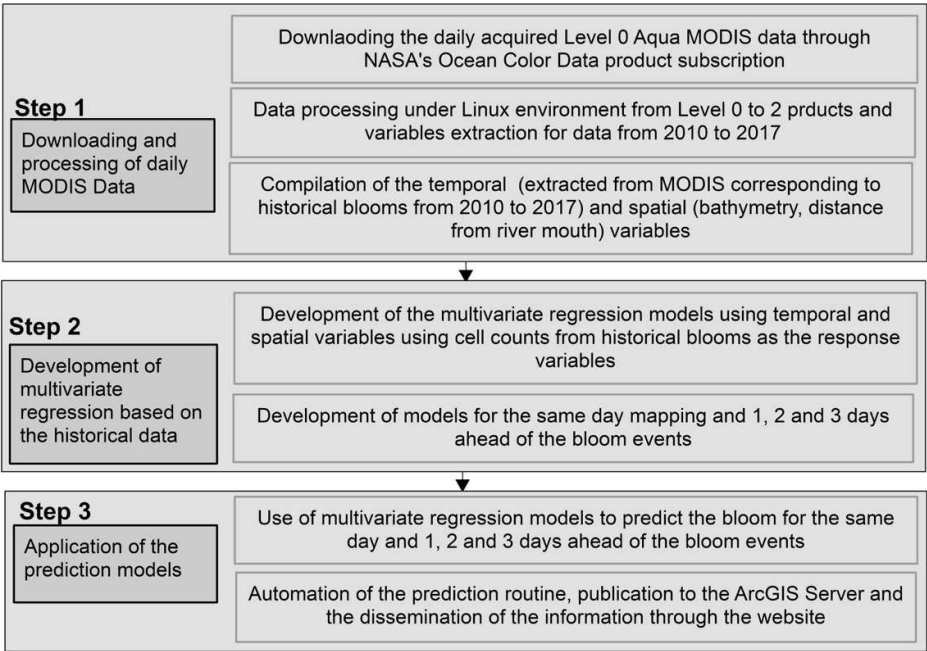 Step 1
Downloading and
processing of daily
MODIS Data
Downlaoding the daily acquired Level 0 Aqua MODIS data through
NASA's Ocean Color Data product subscription
Data processing under Linux environment from Level 0 to 2 prducts and
variables extraction for data from 2010 to 2017
Compilation of the temporal (extracted from MODIS corresponding to
historical blooms from 2010 to 2017) and spatial (bathymetry, distance
from river mouth) variables
Step 2
Development of
multivariate
regression based on
the historical data
Development of the multivariate regression models using temporal and
spatial variables using cell counts from historical blooms as the response
variables
Development of models for the same day mapping and 1, 2 and 3 days
ahead of the bloom events
Step 3
Application of the
prediction models
Use of multivariate regression models to predict the bloom for the same
day and 1, 2 and 3 days ahead of the bloom events
Automation of the prediction routine, publication to the ArcGIS Server and
the dissemination of the information through the website